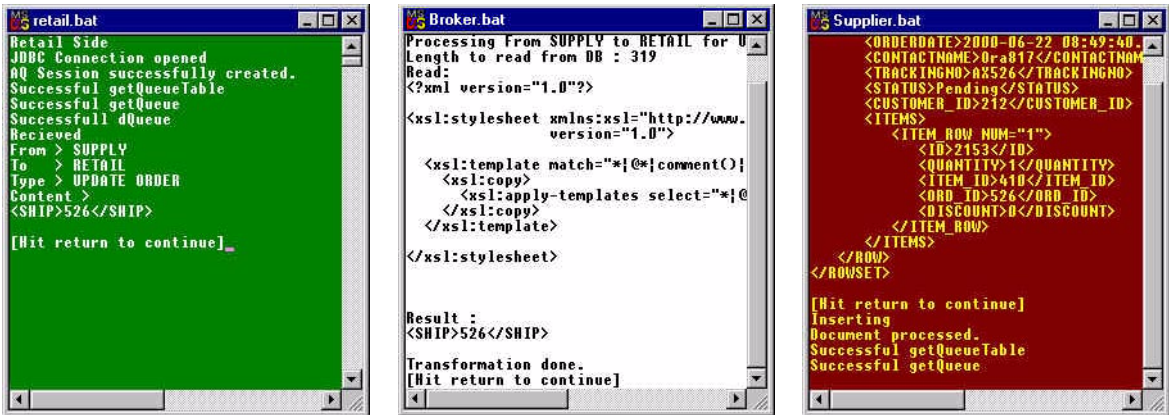 retail.bat
Retail Side
JDBC Connection opened
AQ Session successfully created.
Successful getQueueTable
Successful getQueue
Successfull dQueue
Recieved
From > SUPPLY
To > RETAIL
Type > UPDATE ORDER
Content >
<SHIP>526</SHIP>
[Hit return to continue]_
Broker.bat
Processing From SUPPLY to RETAIL for U
Length to read from DB : 319
Read:
<?xml version="1.0"?>
<xsl:stylesheet xmlns:xsl="http://www.
version="1.0">
<xsl:template match="*|@*|comment()|
<xsl:copy>
<xsl:apply-templates select="*|@
</xsl:copy>
</xsl:template>
</xsl:stylesheet>
Result :
<SHIP>526</SHIP>
Transformation done.
[Hit return to continue]
Supplier.bat
<ORDERDATE>2000-06-22 08:49:40.
<CONTACTNAME>Ora817</CONTACTNAM
<TRACKINGNO>AX526</TRACKINGNO>
<STATUS>Pending</STATUS>
<CUSTOMER_ID>212</CUSTOMER_ID>
<ITEMS>
<ITEM_ROW NUM="1">
<ID>2153</ID>
<QUANTITY>1</QUANTITY>
<ITEM_ID>410</ITEM_ID>
<ORD_ID>526</ORD_ID>
<DISCOUNT>0</DISCOUNT>
</ITEM_ROW>
</ITEMS>
</ROW>
</ROWSET>
[Hit return to continue]
Inserting
Document processed.
Successful getQueueTable
Successful getQueue